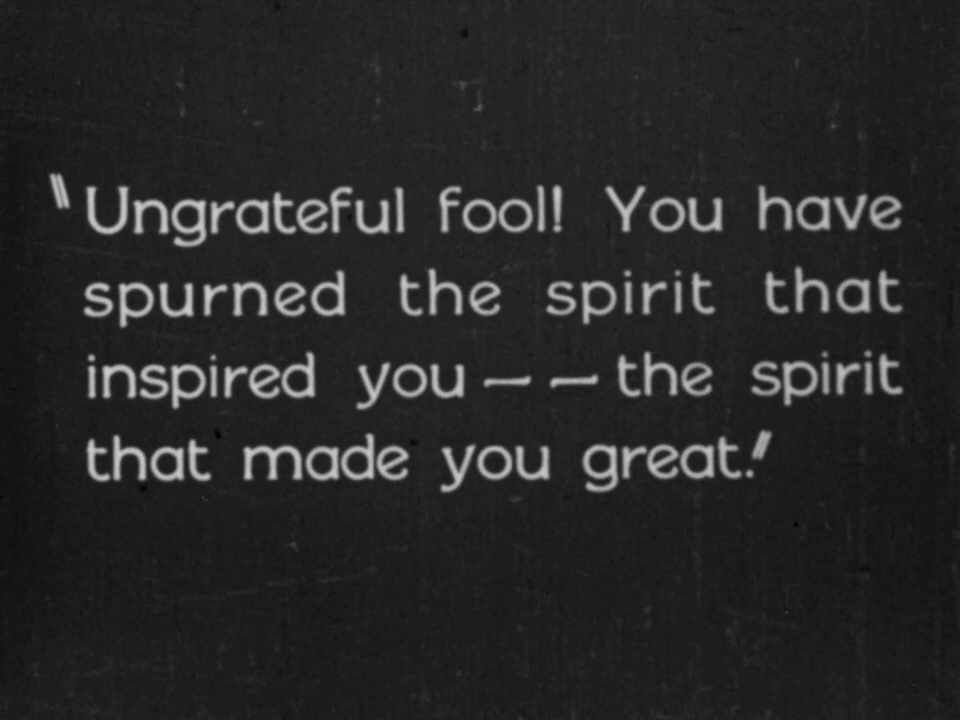 "Ungrateful fool! You have
spurned the spirit that
inspired you — — the spirit
that made you great."